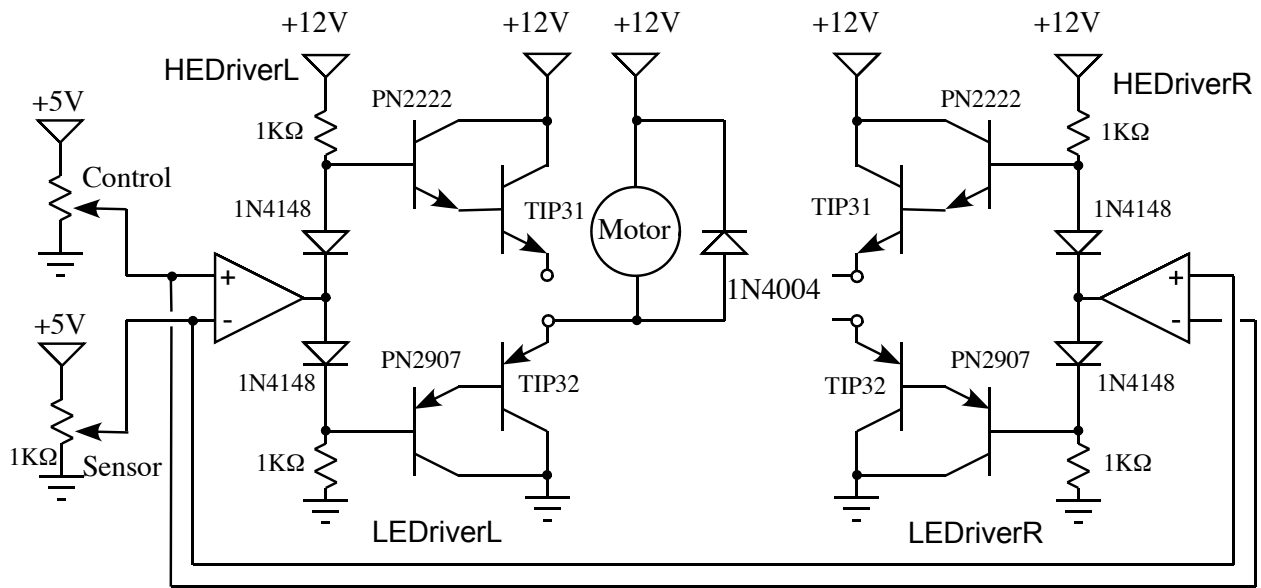 +12V +12V +12V +12V +12V
HEDriverL
HEDriverR
PN2222 PN2222
+5V
1KΩ 1KΩ
Control
1N4148 TIP31 Motor TIP31 1N4148
+ - 1N4004 + -
+5V
PN2907 PN2907
1N4148 TIP32 TIP32 1N4148
1KΩ Sensor 1KΩ 1KΩ
LEDriverL LEDriverR